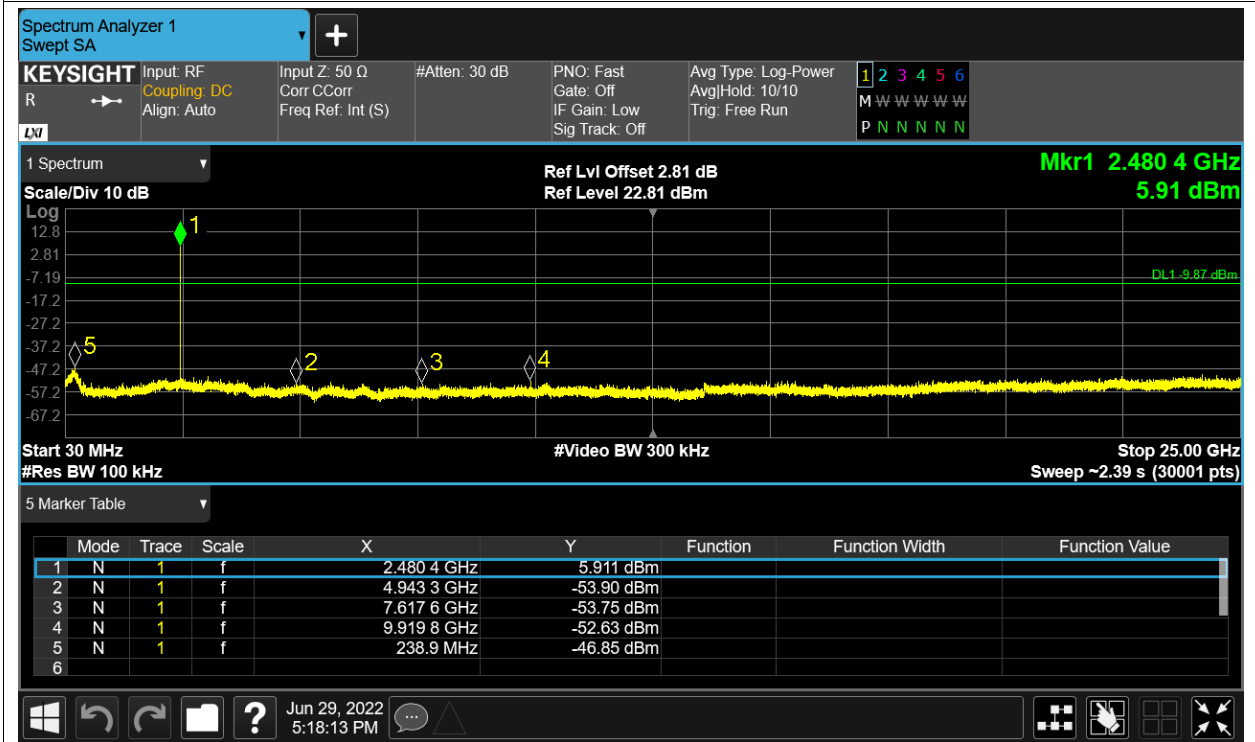 Spectrum Analyzer 1
Swept SA
+
KEYSIGHT Input: RF Input Z: 50 Ω #Atten: 30 dB PNO: Fast Avg Type: Log-Power 1 2 3 4 5 6
R Coupling: DC Corr CCorr Gate: Off Avg|Hold: 10/10 M W W W W W
Align: Auto Freq Ref: Int (S) IF Gain: Low Trig: Free Run
LXI Sig Track: Off P N N N N N
1 Spectrum Ref Lvl Offset 2.81 dB Mkr1 2.480 4 GHz
Scale/Div 10 dB Ref Level 22.81 dBm 5.91 dBm
Log
1
12.8
2.81
-7.19 DL1 -9.87 dBm
-17.2
-27.2
-37.2 5
-47.2 2 3 4
-57.2
-67.2
Start 30 MHz #Video BW 300 kHz Stop 25.00 GHz
#Res BW 100 kHz Sweep ~2.39 s (30001 pts)
5 Marker Table
Mode Trace Scale X Y Function Function Width Function Value
1 N 1 f 2.480 4 GHz 5.911 dBm
2 N 1 f 4.943 3 GHz -53.90 dBm
3 N 1 f 7.617 6 GHz -53.75 dBm
4 N 1 f 9.919 8 GHz -52.63 dBm
5 N 1 f 238.9 MHz -46.85 dBm
6
? Jun 29, 2022
5:18:13 PM